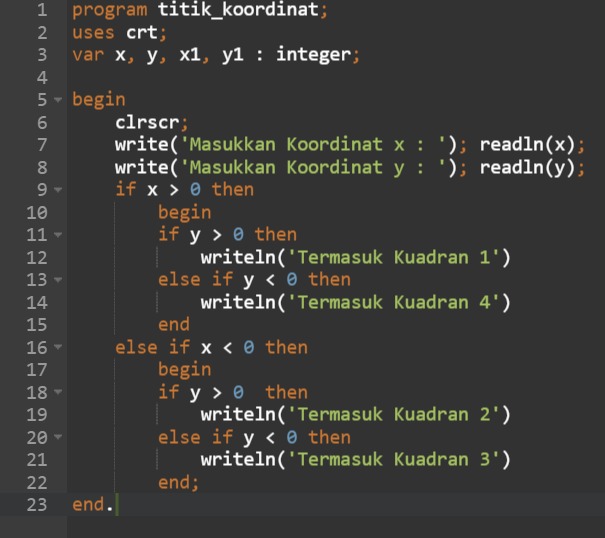 1 program titik_koordinat;
2 uses crt;
3 var x, y, x1, y1 : integer;
4
5 begin
6     clrscr;
7     write('Masukkan Koordinat x : '); readln(x);
8     write('Masukkan Koordinat y : '); readln(y);
9     if x > 0 then
10         begin
11         if y > 0 then
12             writeln('Termasuk Kuadran 1')
13         else if y < 0 then
14             writeln('Termasuk Kuadran 4')
15         end
16     else if x < 0 then
17         begin
18         if y > 0  then
19             writeln('Termasuk Kuadran 2')
20         else if y < 0 then
21             writeln('Termasuk Kuadran 3')
22         end;
23 end.